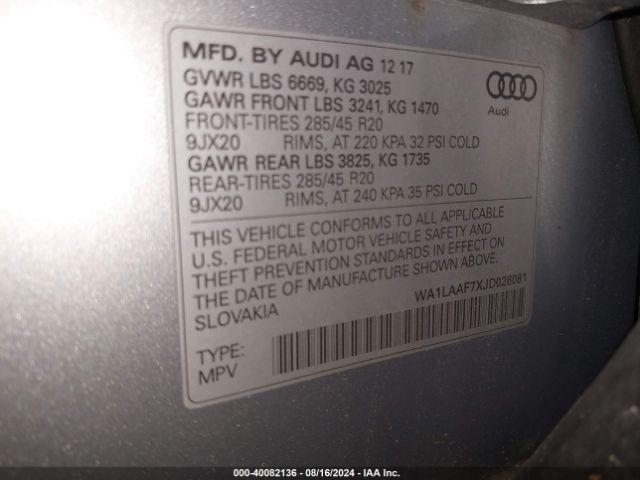 MFD. BY AUDI AG 12 17
GVWR LBS 6669, KG 3025
GAWR FRONT LBS 3241, KG 1470
FRONT-TIRES 285/45 R20
9JX20 RIMS, AT 220 KPA 32 PSI COLD
GAWR REAR LBS 3825, KG 1735
REAR-TIRES 285/45 R20
9JX20 RIMS, AT 240 KPA 35 PSI COLD
Audi
THIS VEHICLE CONFORMS TO ALL APPLICABLE
U.S. FEDERAL MOTOR VEHICLE SAFETY AND
THEFT PREVENTION STANDARDS IN EFFECT ON
THE DATE OF MANUFACTURE SHOWN.
SLOVAKIA
WA1LAAF7XJD026081
TYPE:
MPV
000-40082136 - 08/16/2024 - IAA Inc.